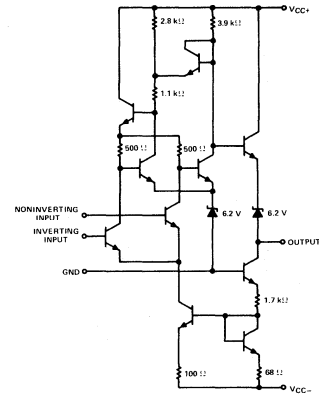 VCC+
2.8 kΩ
3.9 kΩ
1.1 kΩ
500 Ω
500 Ω
NONINVERTING
INPUT
6.2 V
6.2 V
INVERTING
INPUT
OUTPUT
GND
1.7 kΩ
100 Ω
68 Ω
VCC−